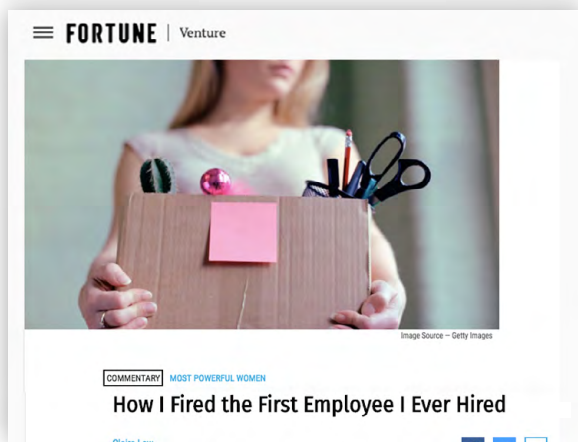 FORTUNE | Venture
Image Source — Getty Images
COMMENTARY MOST POWERFUL WOMEN
How I Fired the First Employee I Ever Hired